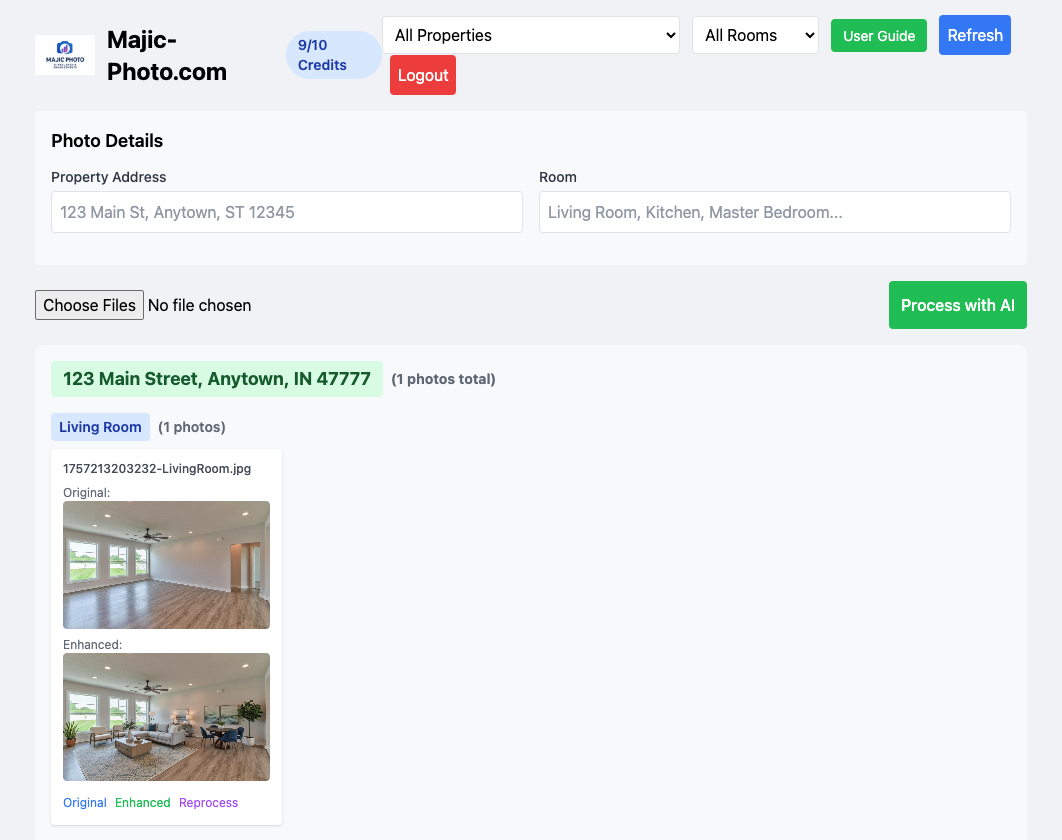 MAJIC PHOTO
Majic-
Photo.com
9/10
Credits
All Properties
All Rooms
User Guide
Refresh
Logout
Photo Details
Property Address
Room
123 Main St, Anytown, ST 12345
Living Room, Kitchen, Master Bedroom...
Choose Files No file chosen
Process with AI
123 Main Street, Anytown, IN 47777 (1 photos total)
Living Room (1 photos)
1757213203232-LivingRoom.jpg
Original:
Enhanced:
Original Enhanced Reprocess